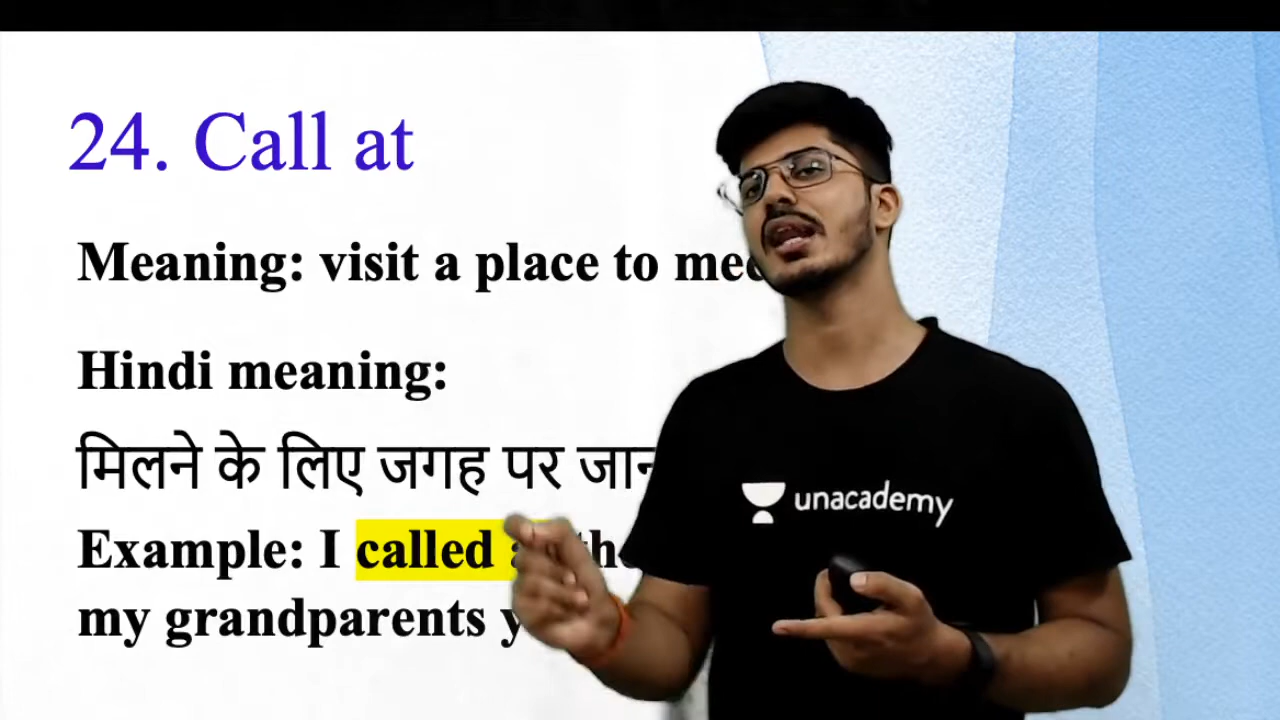 24. Call at
Meaning: visit a place to
Hindi meaning:
मिलने के लिए जगह पर
Example: I called
my grandparents
unacademy